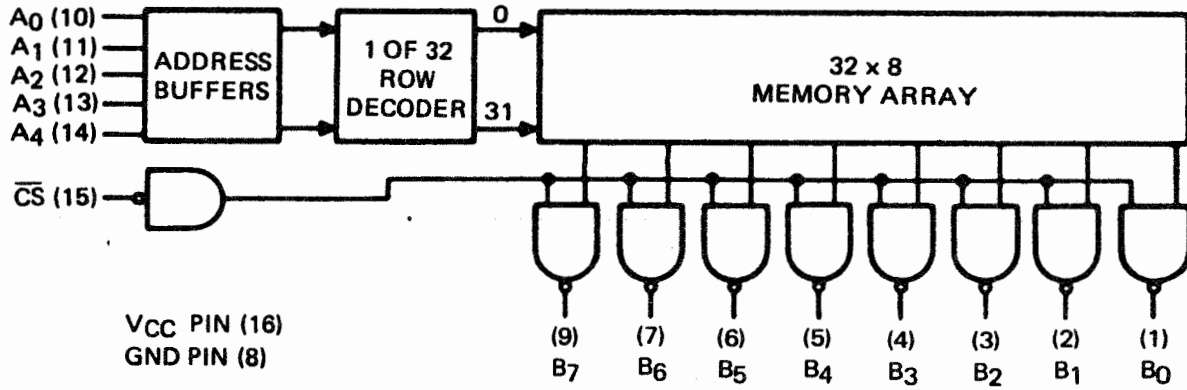 A0 (10)
A1 (11)
A2 (12)
A3 (13)
A4 (14)
ADDRESS
BUFFERS
1 OF 32
ROW
DECODER
0
31
32 x 8
MEMORY ARRAY
CS (15)
VCC PIN (16)
GND PIN (8)
(9) (7) (6) (5) (4) (3) (2) (1)
B7 B6 B5 B4 B3 B2 B1 B0